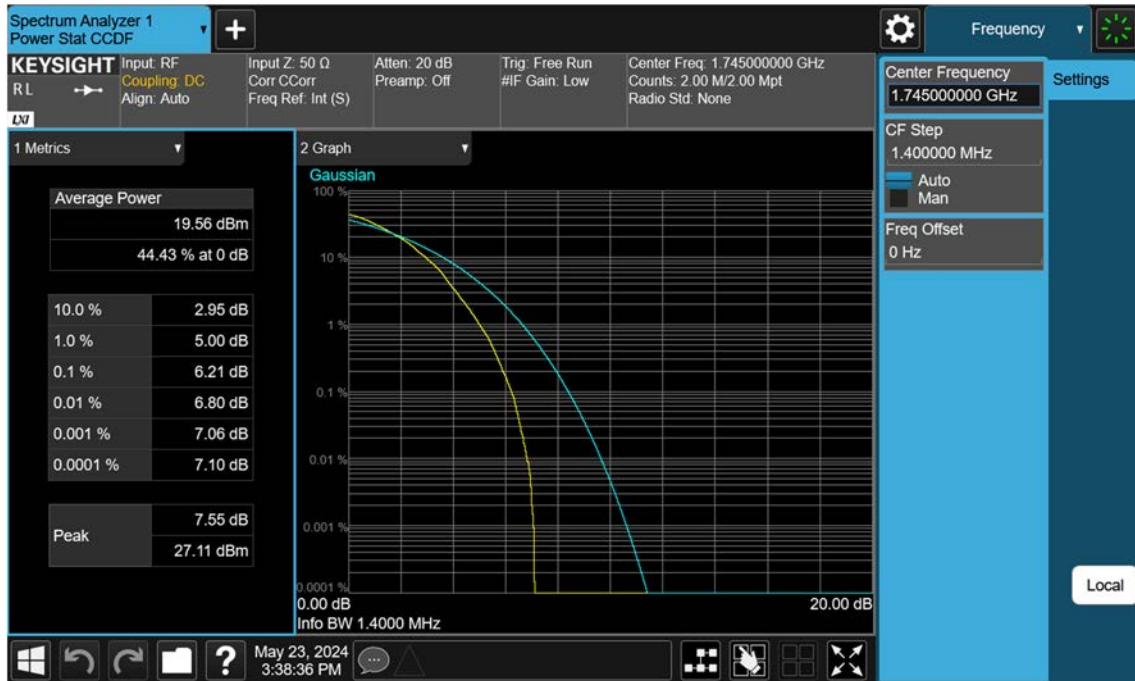 Spectrum Analyzer 1
Power Stat CCDF
Frequency
KEYSIGHT
R L
LXI
Input: RF
Coupling: DC
Align: Auto
Input Z: 50 Ω
Corr CCorr
Freq Ref: Int (S)
Atten: 20 dB
Preamp: Off
Trig: Free Run
#IF Gain: Low
Center Freq: 1.745000000 GHz
Counts: 2.00 M/2.00 Mpt
Radio Std: None
Center Frequency
1.745000000 GHz
Settings
CF Step
1.400000 MHz
Auto
Man
Freq Offset
0 Hz
1 Metrics
Average Power
19.56 dBm
44.43 % at 0 dB
10.0 % 2.95 dB
1.0 % 5.00 dB
0.1 % 6.21 dB
0.01 % 6.80 dB
0.001 % 7.06 dB
0.0001 % 7.10 dB
Peak
7.55 dB
27.11 dBm
2 Graph
Gaussian
100 %
10 %
1 %
0.1 %
0.01 %
0.001 %
0.0001 %
0.00 dB 20.00 dB
Info BW 1.4000 MHz
Local
?
May 23, 2024
3:38:36 PM